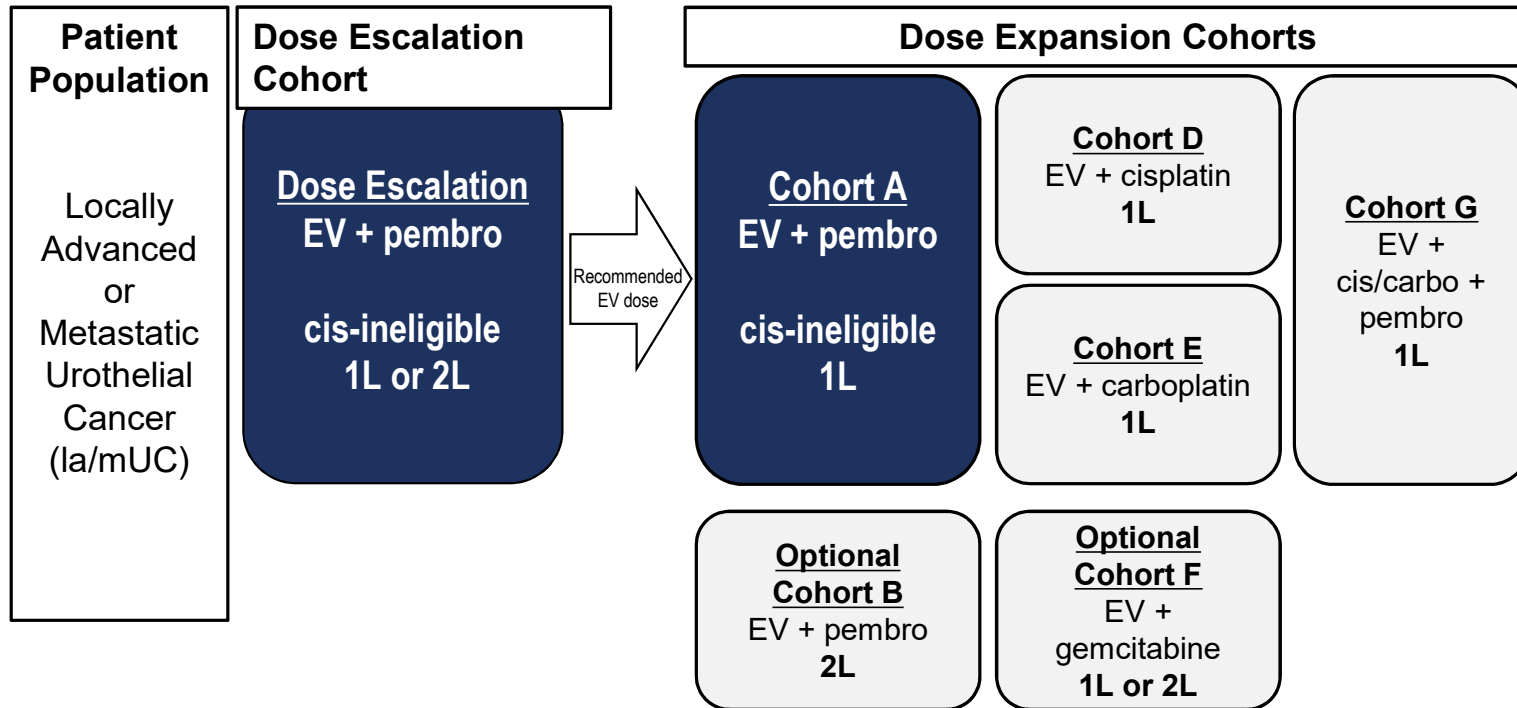 Patient
Population
Locally
Advanced
or
Metastatic
Urothelial
Cancer
(la/mUC)
Dose Escalation
Cohort
Dose Escalation
EV + pembro
cis-ineligible
1L or 2L
Recommended
EV dose
Dose Expansion Cohorts
Cohort A
EV + pembro
cis-ineligible
1L
Cohort D
EV + cisplatin
1L
Cohort E
EV + carboplatin
1L
Cohort G
EV +
cis/carbo +
pembro
1L
Optional
Cohort B
EV + pembro
2L
Optional
Cohort F
EV +
gemcitabine
1L or 2L